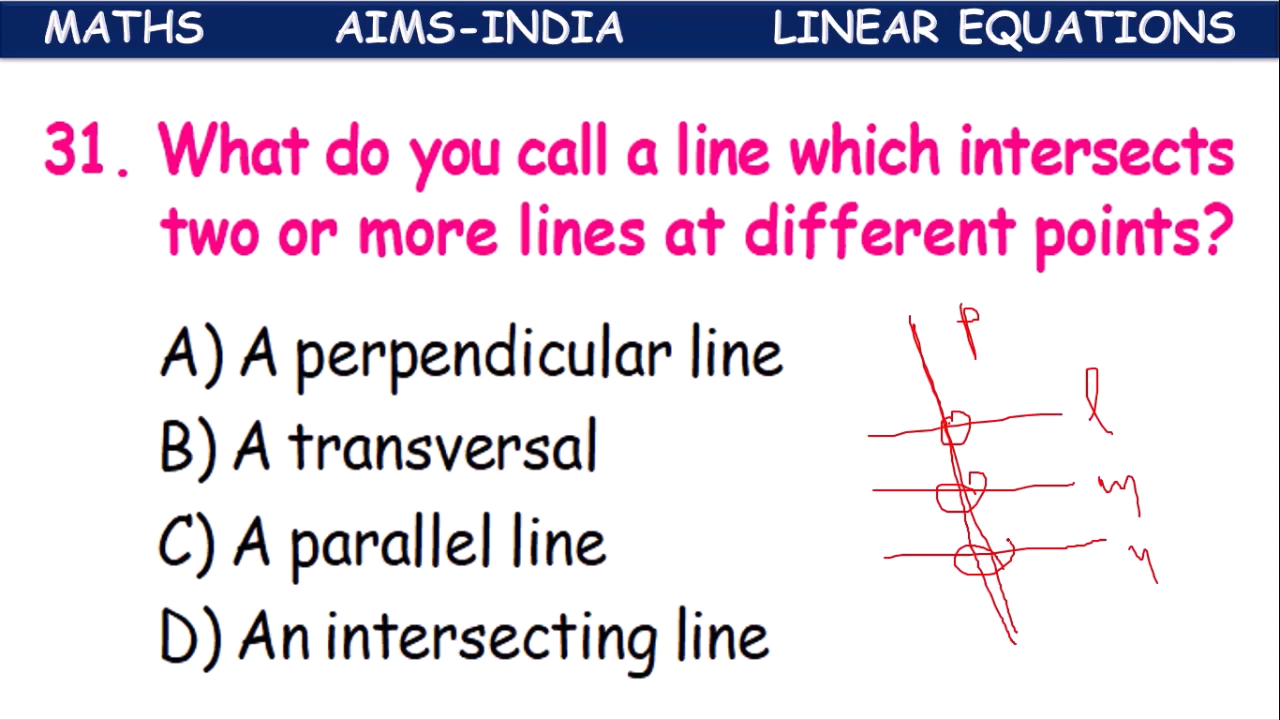 MATHS AIMS-INDIA LINEAR EQUATIONS
31. What do you call a line which intersects
two or more lines at different points?
A) A perpendicular line
B) A transversal
C) A parallel line
D) An intersecting line
P
l
m
n